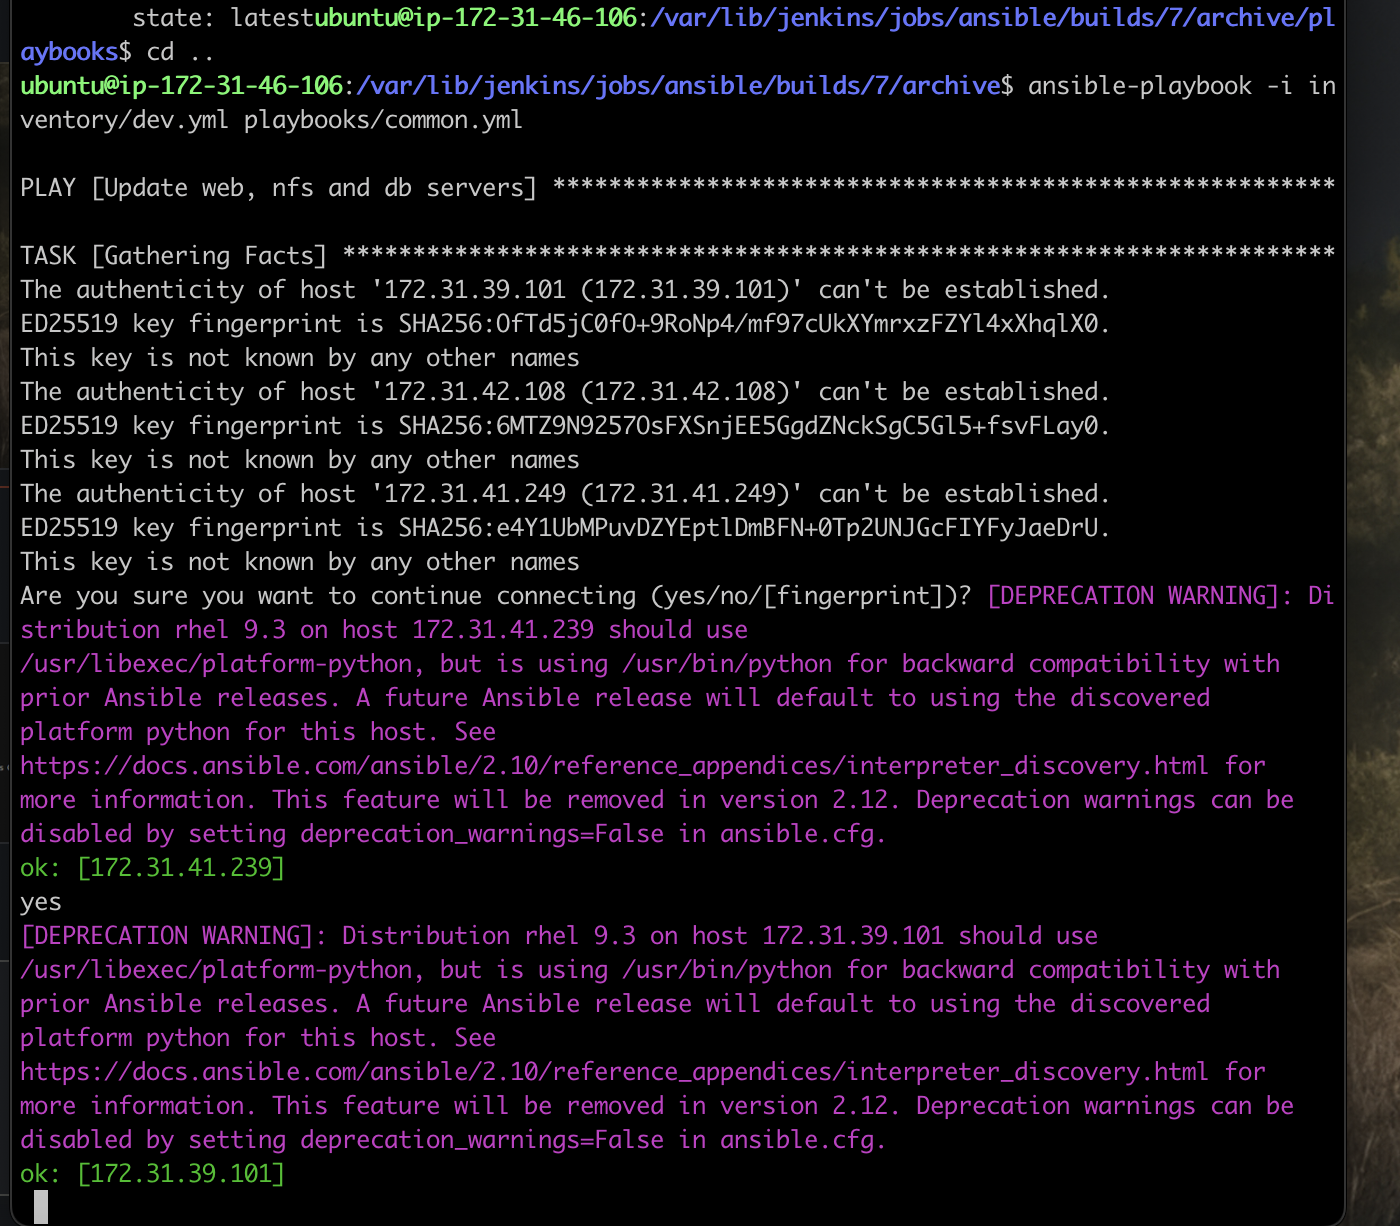 state: latestubuntu@ip-172-31-46-106:/var/lib/jenkins/jobs/ansible/builds/7/archive/pl
aybooks$ cd ..
ubuntu@ip-172-31-46-106:/var/lib/jenkins/jobs/ansible/builds/7/archive$ ansible-playbook -i in
ventory/dev.yml playbooks/common.yml
PLAY [Update web, nfs and db servers] ********************************************************
TASK [Gathering Facts] ***********************************************************************
The authenticity of host '172.31.39.101 (172.31.39.101)' can't be established.
ED25519 key fingerprint is SHA256:OfTd5jC0fO+9RoNp4/mf97cUkXYmrxzFZYl4xXhqlX0.
This key is not known by any other names
The authenticity of host '172.31.42.108 (172.31.42.108)' can't be established.
ED25519 key fingerprint is SHA256:6MTZ9N9257OsFXSnjEE5GgdZNckSgC5Gl5+fsvFLay0.
This key is not known by any other names
The authenticity of host '172.31.41.249 (172.31.41.249)' can't be established.
ED25519 key fingerprint is SHA256:e4Y1UbMPuvDZYEptlDmBFN+0Tp2UNJGcFIYFyJaeDrU.
This key is not known by any other names
Are you sure you want to continue connecting (yes/no/[fingerprint])? [DEPRECATION WARNING]: Di
stribution rhel 9.3 on host 172.31.41.239 should use
/usr/libexec/platform-python, but is using /usr/bin/python for backward compatibility with
prior Ansible releases. A future Ansible release will default to using the discovered
platform python for this host. See
https://docs.ansible.com/ansible/2.10/reference_appendices/interpreter_discovery.html for
more information. This feature will be removed in version 2.12. Deprecation warnings can be
disabled by setting deprecation_warnings=False in ansible.cfg.
ok: [172.31.41.239]
yes
[DEPRECATION WARNING]: Distribution rhel 9.3 on host 172.31.39.101 should use
/usr/libexec/platform-python, but is using /usr/bin/python for backward compatibility with
prior Ansible releases. A future Ansible release will default to using the discovered
platform python for this host. See
https://docs.ansible.com/ansible/2.10/reference_appendices/interpreter_discovery.html for
more information. This feature will be removed in version 2.12. Deprecation warnings can be
disabled by setting deprecation_warnings=False in ansible.cfg.
ok: [172.31.39.101]